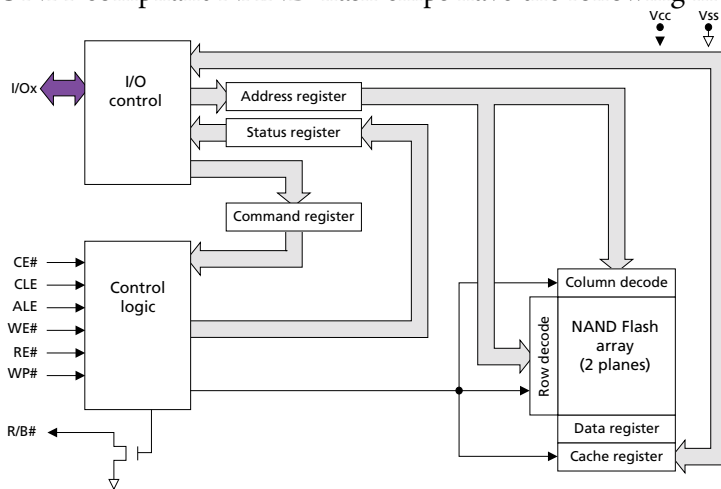 Vcc
Vss
I/Ox
I/O
control
Address register
Status register
Command register
CE#
CLE
ALE
WE#
RE#
WP#
Control
logic
R/B#
Column decode
Row decode
NAND Flash
array
(2 planes)
Data register
Cache register